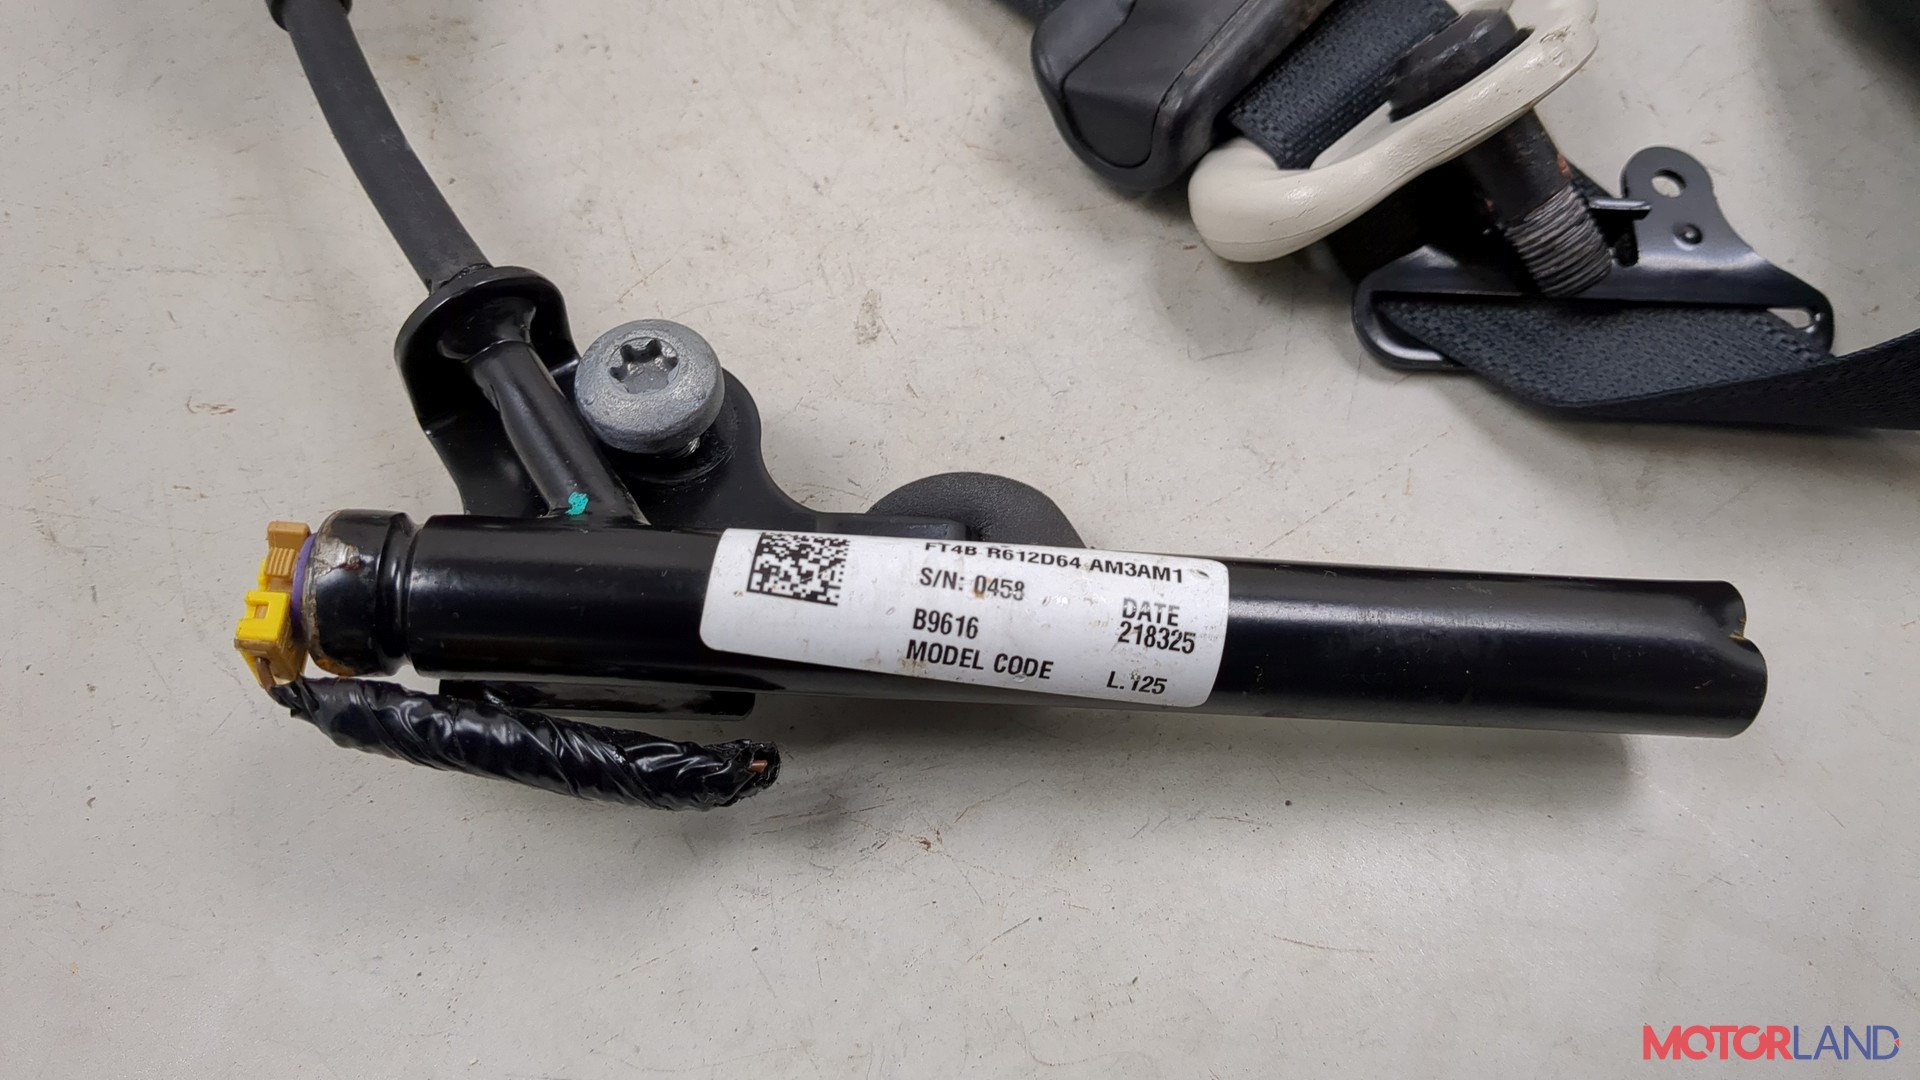 FT4B R612D64 AM3AM1
S/N: 0458
DATE
B9616
218325
MODEL CODE
L. 125
MOTORLAND